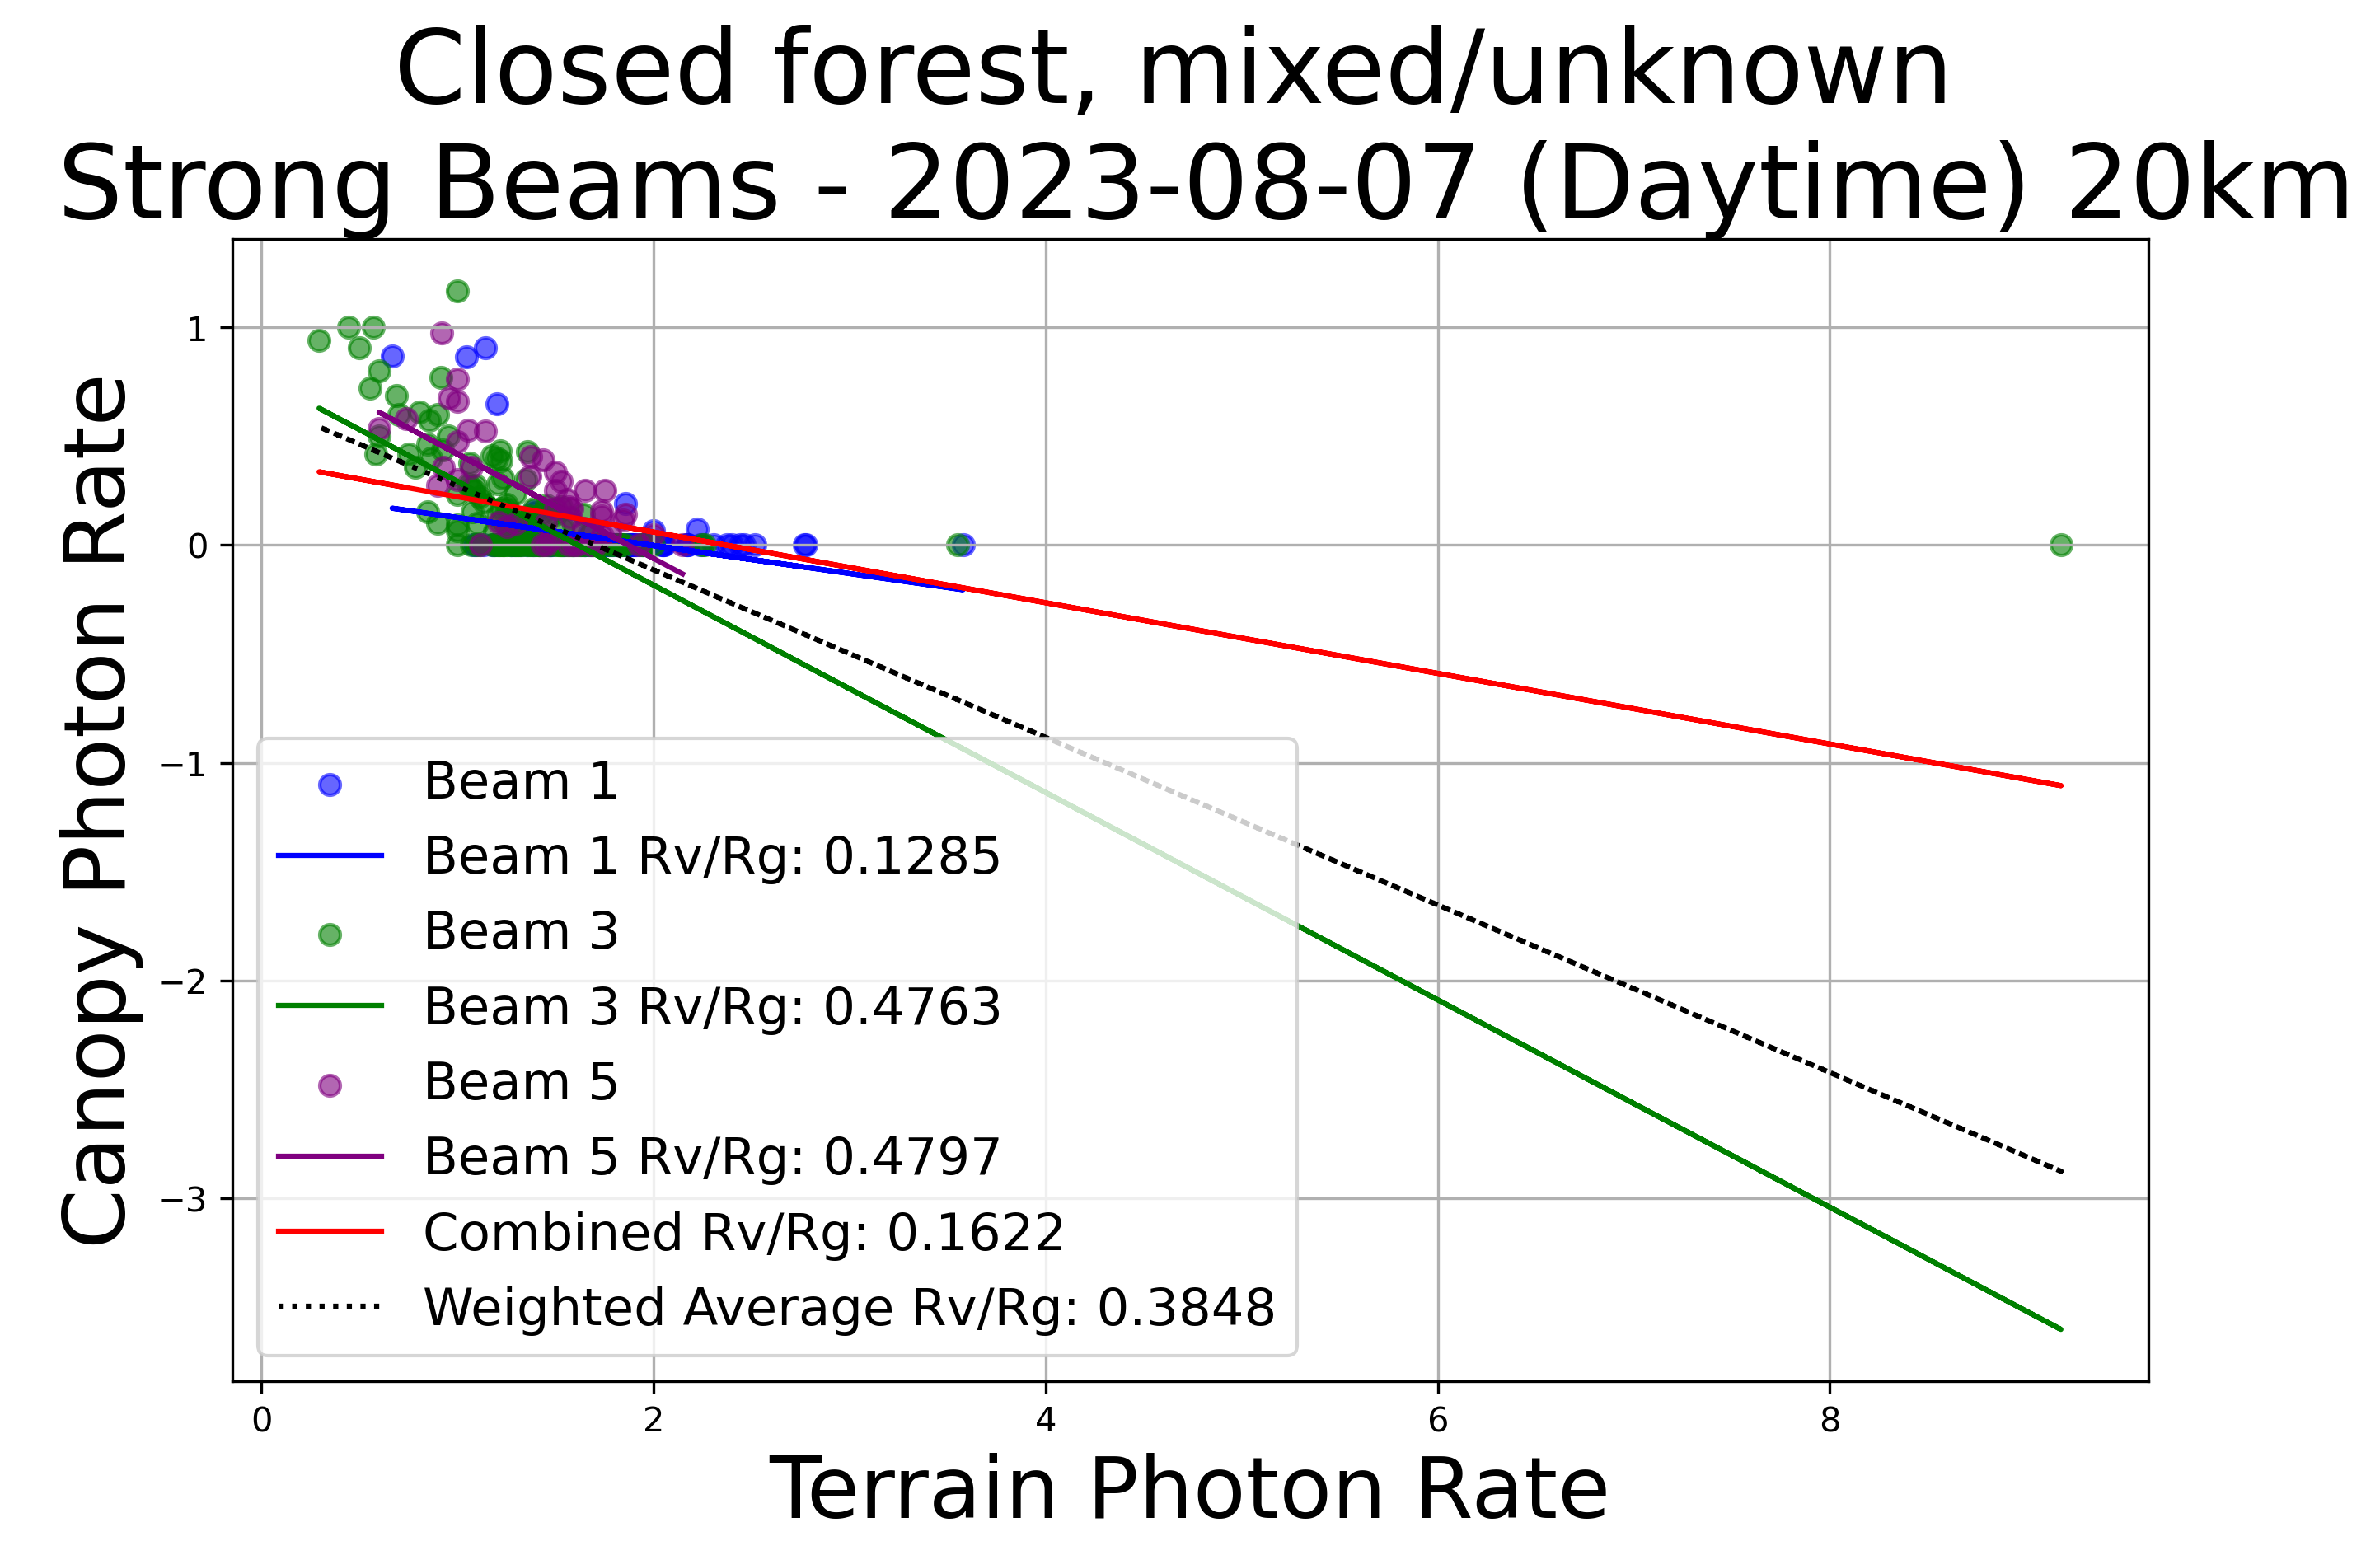 Closed forest, mixed/unknown
Strong Beams - 2023-08-07 (Daytime) 20km
Canopy Photon Rate
1
0
−1
−2
−3
Beam 1
Beam 1 Rv/Rg: 0.1285
Beam 3
Beam 3 Rv/Rg: 0.4763
Beam 5
Beam 5 Rv/Rg: 0.4797
Combined Rv/Rg: 0.1622
Weighted Average Rv/Rg: 0.3848
0 2 4 6 8
Terrain Photon Rate